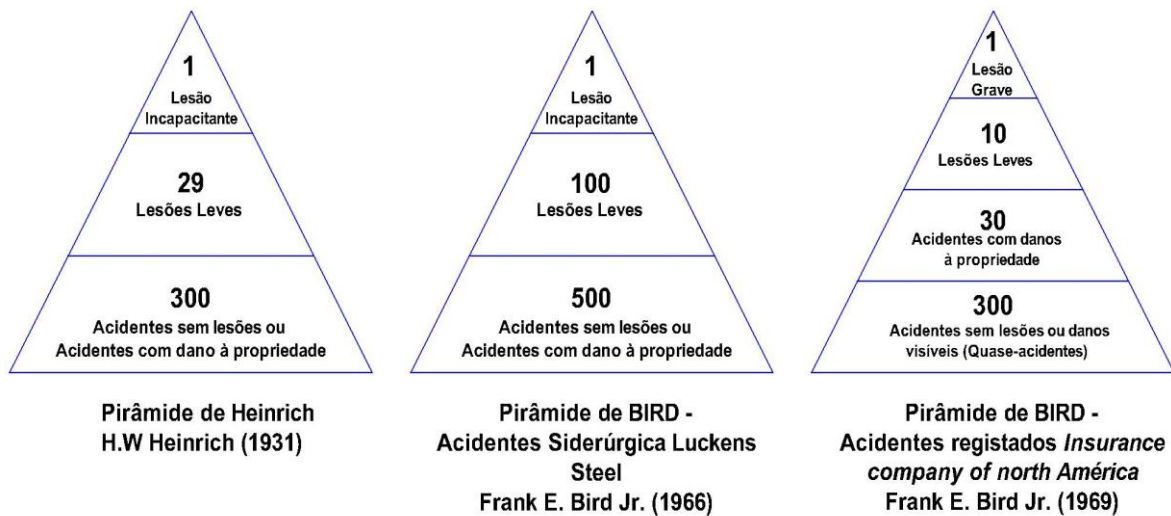 1
Lesão
Incapacitante
29
Lesões Leves
300
Acidentes sem lesões ou
Acidentes com dano à propriedade
Pirâmide de Heinrich
H.W Heinrich (1931)
1
Lesão
Incapacitante
100
Lesões Leves
500
Acidentes sem lesões ou
Acidentes com dano à propriedade
Pirâmide de BIRD -
Acidentes Siderúrgica Luckens
Steel
Frank E. Bird Jr. (1966)
1
Lesão
Grave
10
Lesões Leves
30
Acidentes com danos
à propriedade
300
Acidentes sem lesões ou danos
visíveis (Quase-acidentes)
Pirâmide de BIRD -
Acidentes registados Insurance
company of north América
Frank E. Bird Jr. (1969)